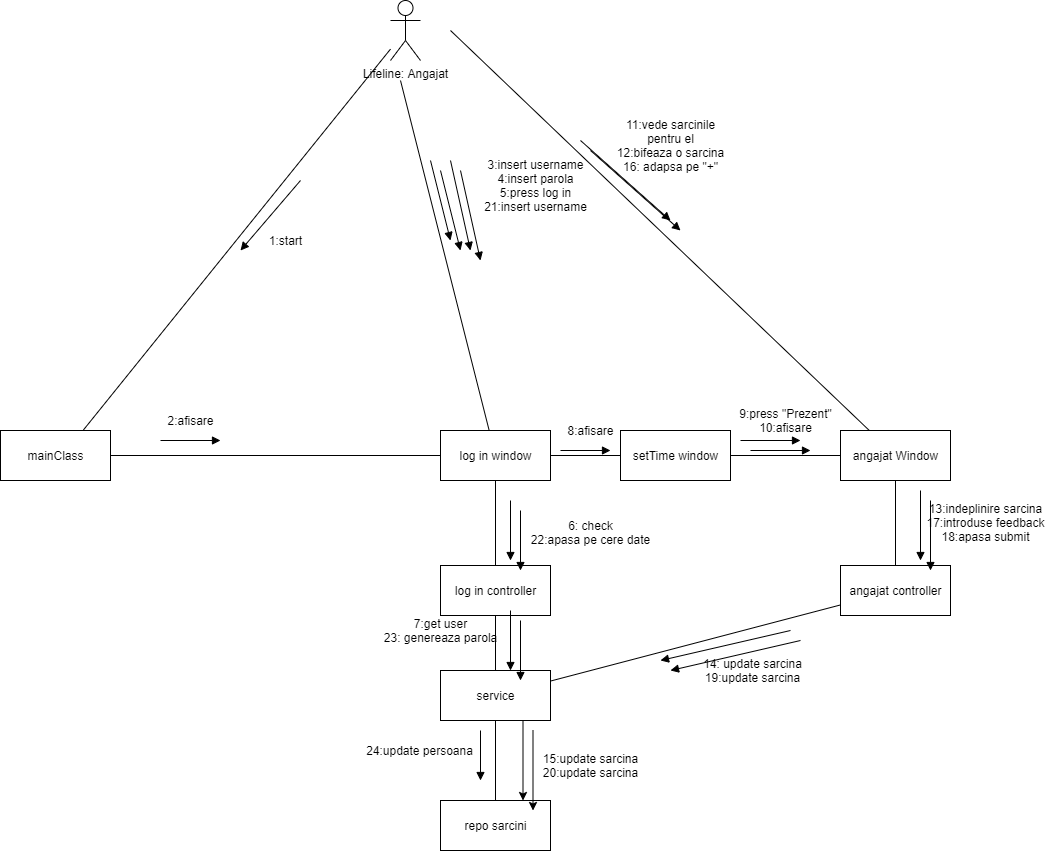 Lifeline: Angajat
11:vede sarcinile
pentru el
12:bifeaza o sarcina
16: adapsa pe "+"
3:insert username
4:insert parola
5:press log in
21:insert username
1:start
2:afisare
8:afisare
9:press "Prezent"
10:afisare
mainClass
log in window
setTime window
angajat Window
6: check
22:apasa pe cere date
13:indeplinire sarcina
17:introduse feedback
18:apasa submit
log in controller
angajat controller
7:get user
23: genereaza parola
14: update sarcina
19:update sarcina
service
24:update persoana
15:update sarcina
20:update sarcina
repo sarcini